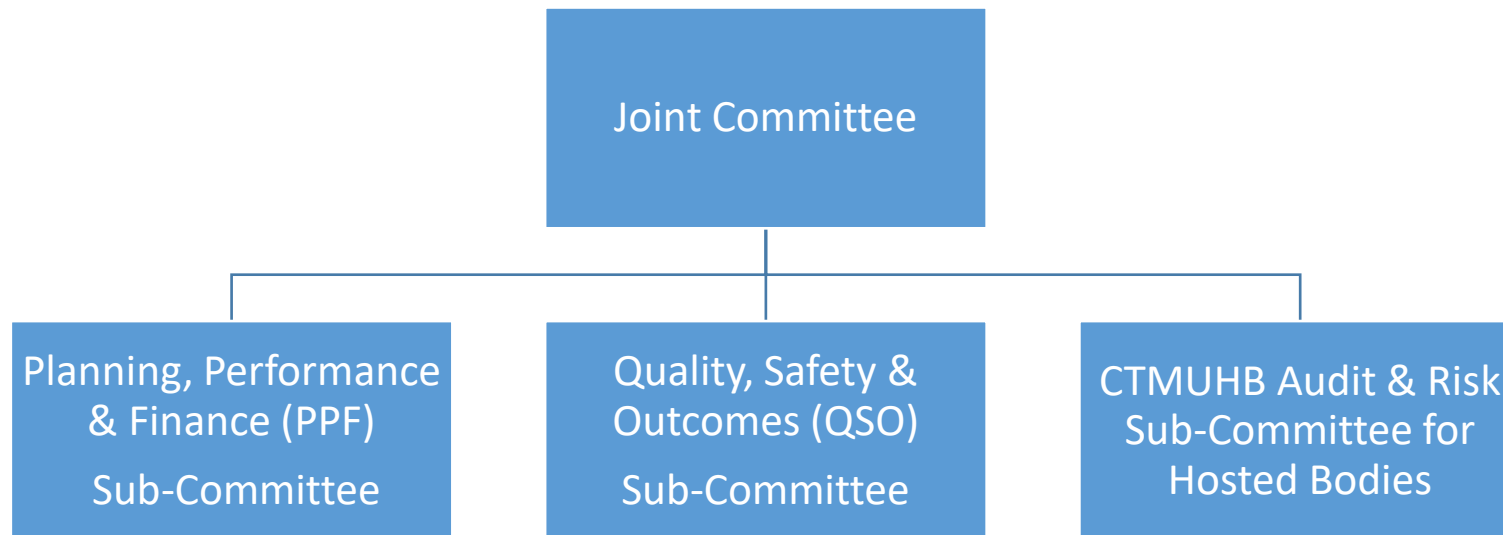 Joint Committee
Planning, Performance
& Finance (PPF)
Sub-Committee
Quality, Safety &
Outcomes (QSO)
Sub-Committee
CTMUHB Audit & Risk
Sub-Committee for
Hosted Bodies